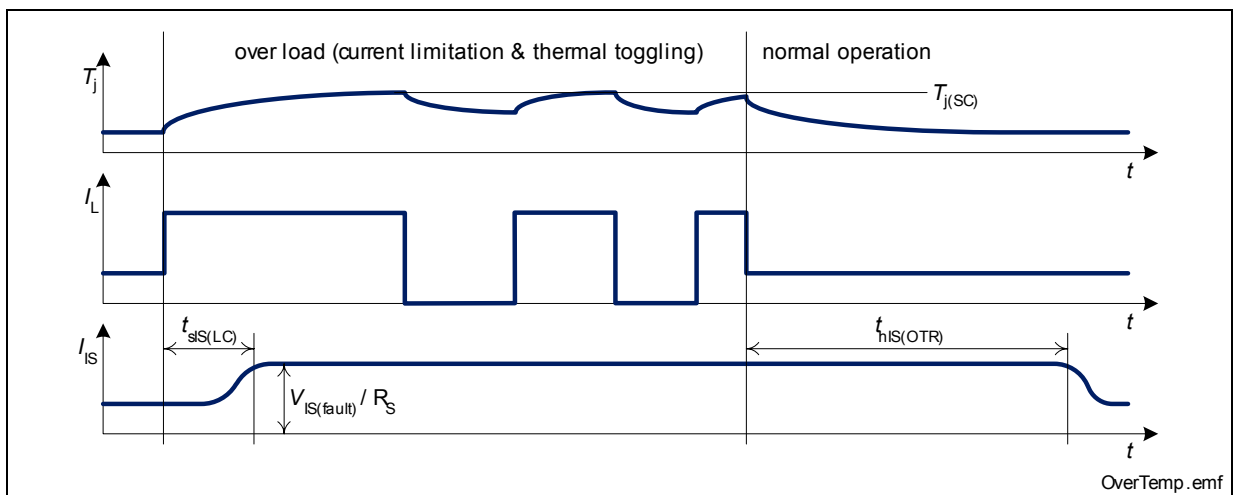 over load (current limitation & thermal toggling)
normal operation
Tj
Tj(SC)
t
IL
t
IIS
tsIS(LC)
thIS(OTR)
VIS(fault) / RS
t
OverTemp.emf